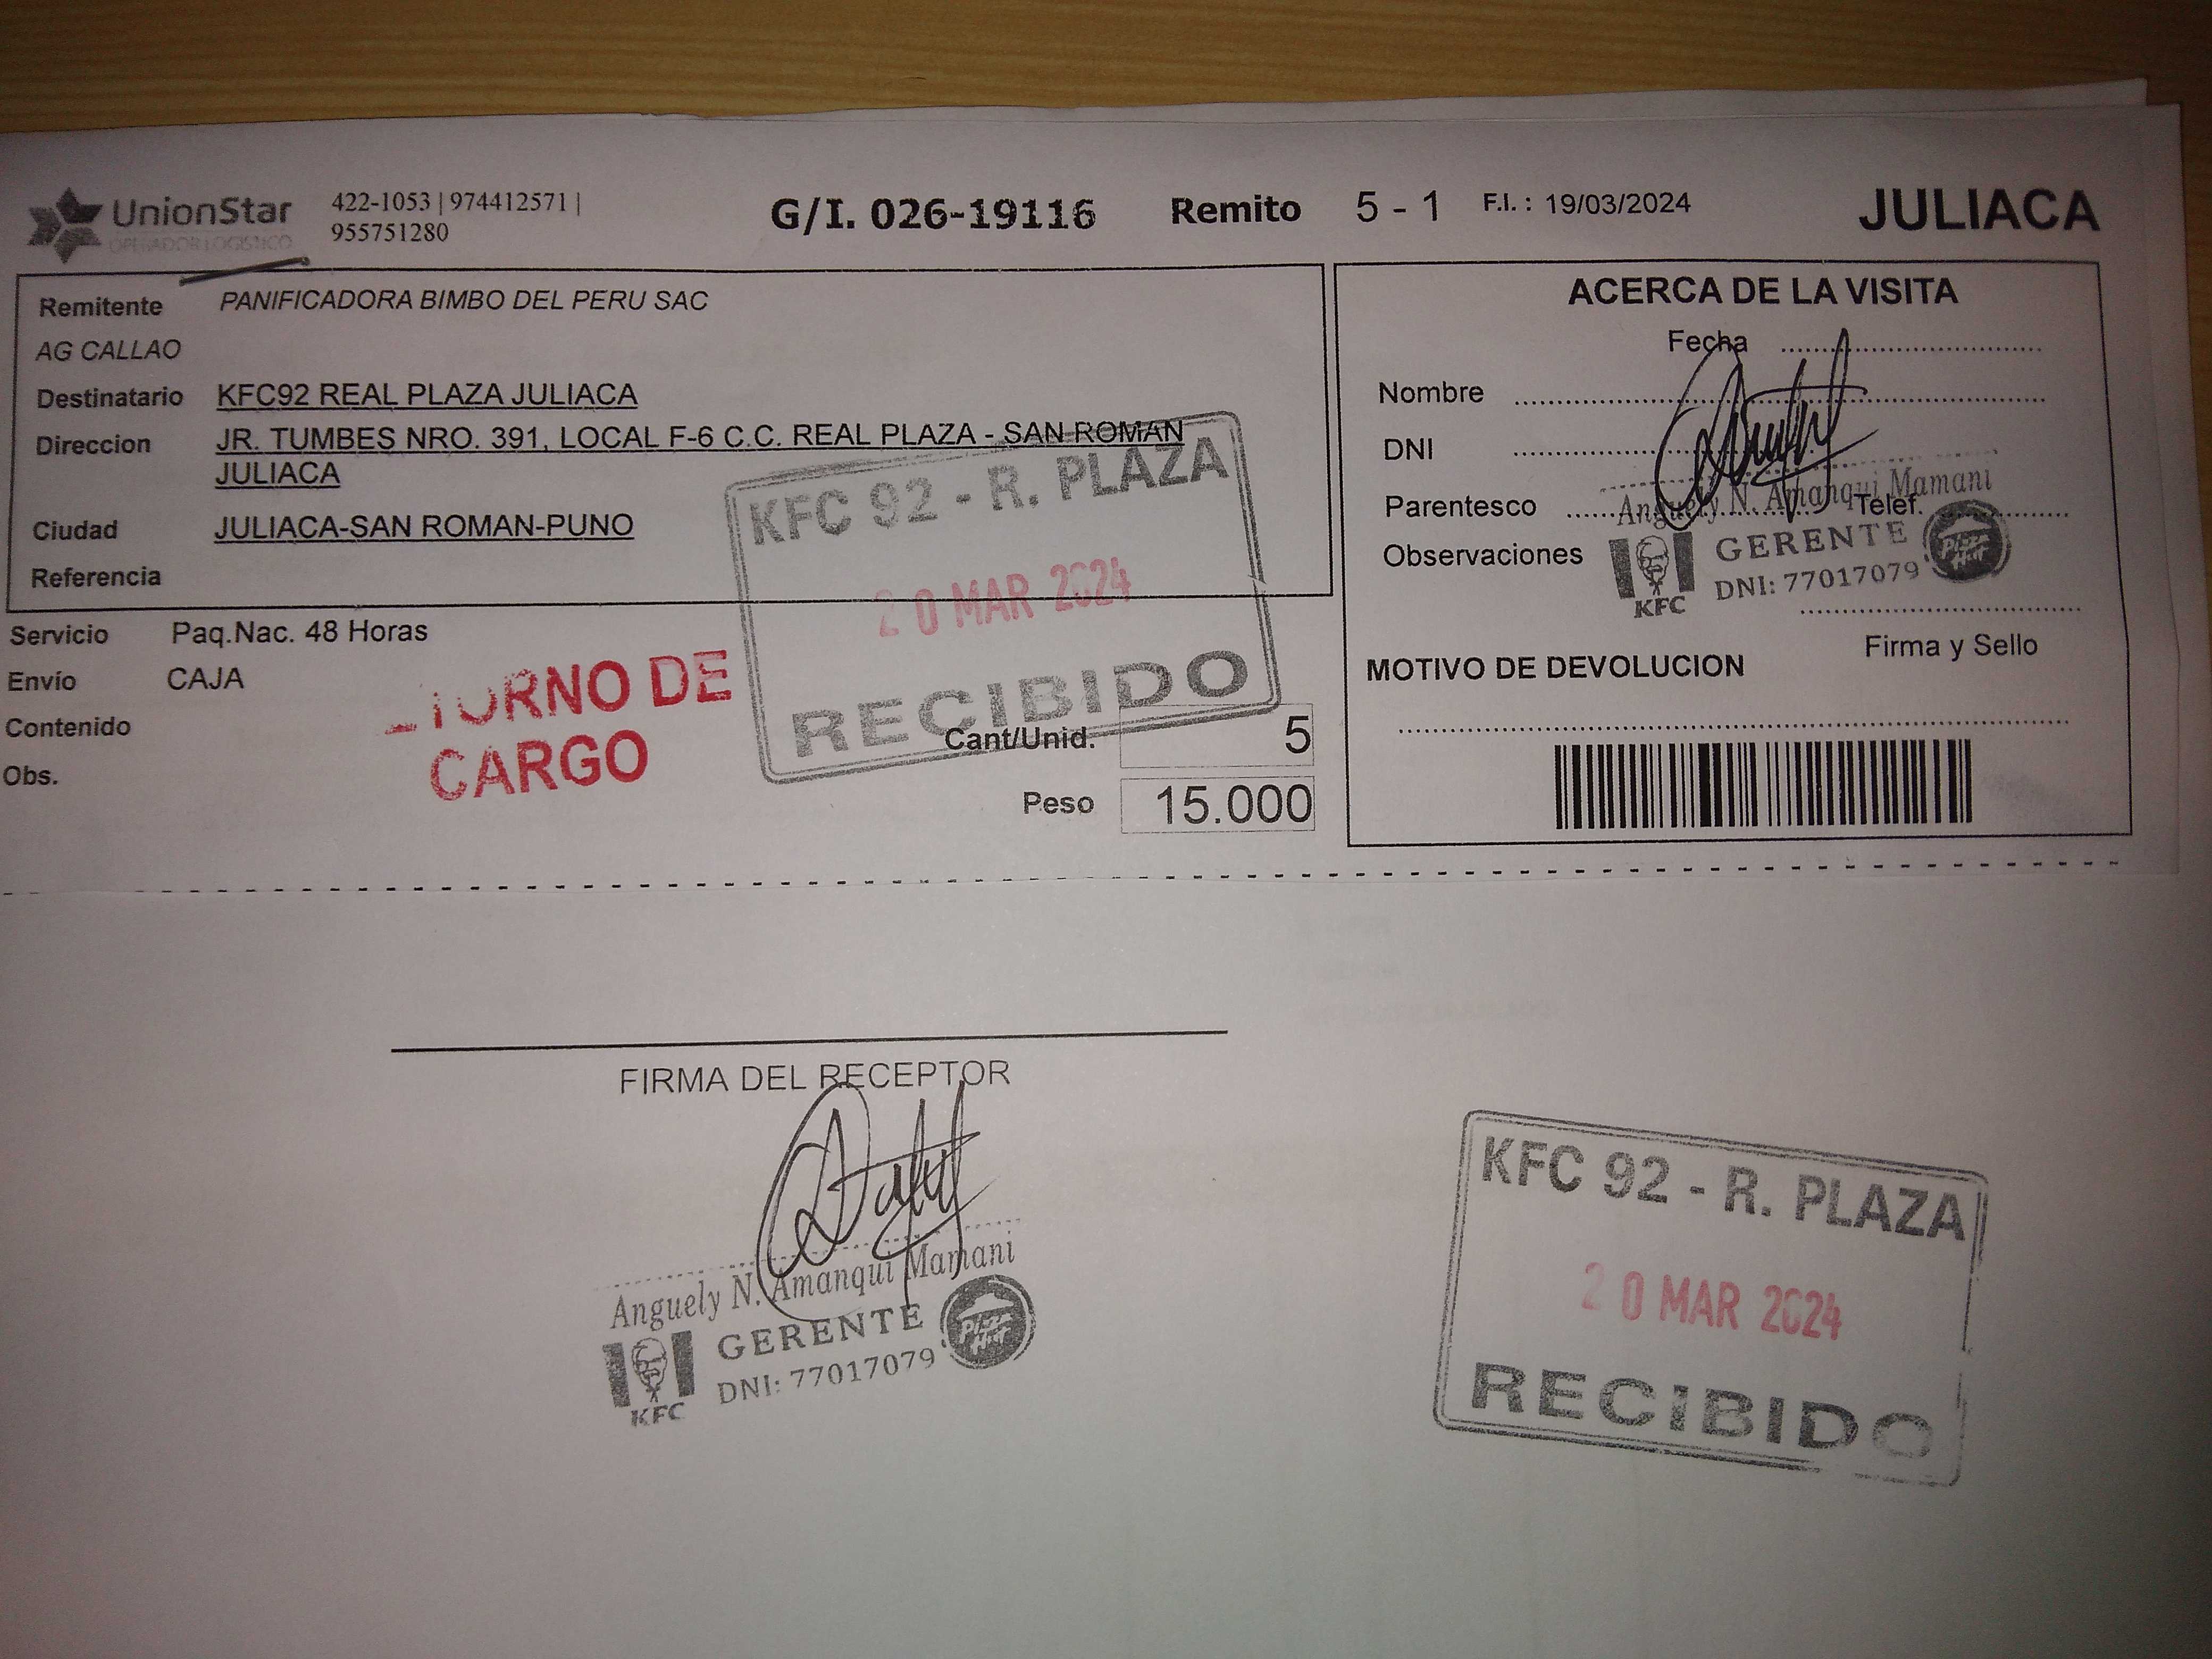 UnionStar
OPERADOR LOGISTICO
422-1053 | 974412571 |
955751280
G/I. 026-19116 Remito 5 - 1 F.I. : 19/03/2024 JULIACA
Remitente PANIFICADORA BIMBO DEL PERU SAC
AG CALLAO
Destinatario KFC92 REAL PLAZA JULIACA
Direccion JR. TUMBES NRO. 391, LOCAL F-6 C.C. REAL PLAZA - SAN ROMAN
JULIACA
Ciudad JULIACA-SAN ROMAN-PUNO
Referencia
KFC 92 - R. PLAZA
20 MAR 2024
RECIBIDO
Servicio Paq.Nac. 48 Horas
Envío CAJA
Contenido
Obs.
TORNO DE
CARGO
Cant/Unid. 5
Peso 15.000
ACERCA DE LA VISITA
Fecha
Nombre
DNI
Parentesco Telef.
Observaciones
Anguely N. Amanqui Mamani
GERENTE
DNI: 77017079
KFC
Pizza Hut
Firma y Sello
MOTIVO DE DEVOLUCION
FIRMA DEL RECEPTOR
Anguely N. Amanqui Mamani
GERENTE
DNI: 77017079
KFC
Pizza Hut
KFC 92 - R. PLAZA
20 MAR 2024
RECIBIDO